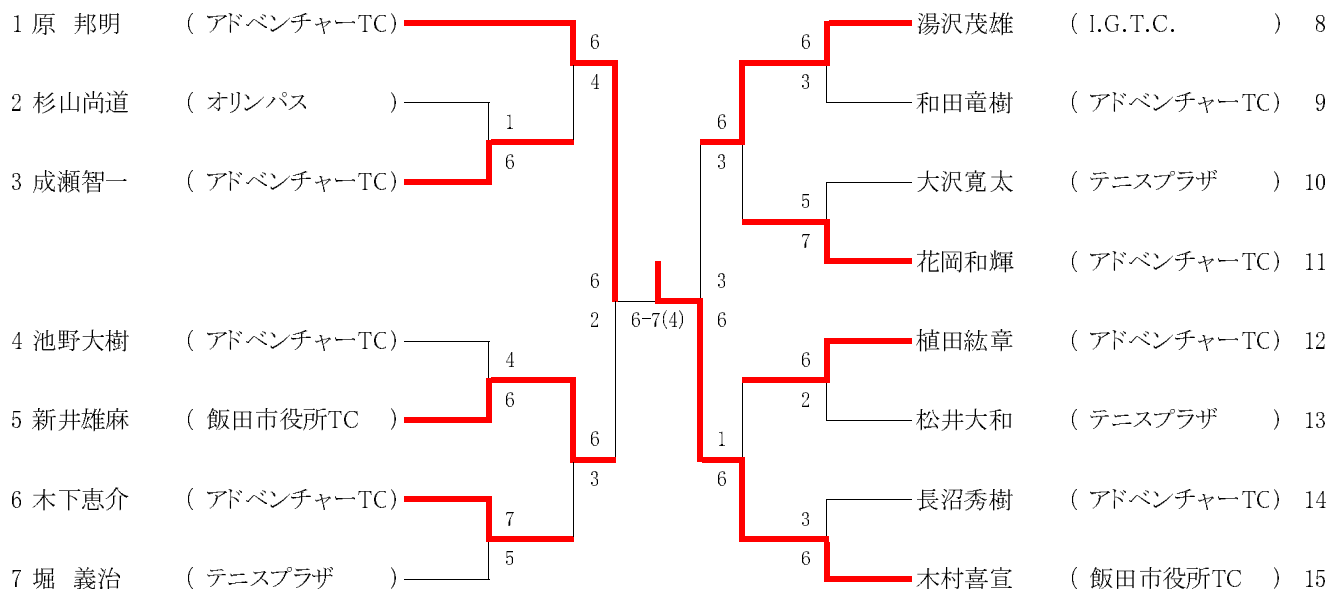 1 原 邦明 ( アドベンチャーTC) 6 6 湯沢茂雄 ( I.G.T.C. ) 8
4 3
2 杉山尚道 ( オリンパス ) 和田竜樹 ( アドベンチャーTC) 9
1 6
6 3
3 成瀬智一 ( アドベンチャーTC) 大沢寛太 ( テニスプラザ ) 10
5
7
花岡和輝 ( アドベンチャーTC) 11
6 3
2 6-7(4) 6
4 池野大樹 ( アドベンチャーTC) 植田紘章 ( アドベンチャーTC) 12
4 6
6 2
5 新井雄麻 ( 飯田市役所TC ) 松井大和 ( テニスプラザ ) 13
6 1
3 6
6 木下恵介 ( アドベンチャーTC) 長沼秀樹 ( アドベンチャーTC) 14
7 3
5 6
7 堀 義治 ( テニスプラザ ) 木村喜宣 ( 飯田市役所TC ) 15